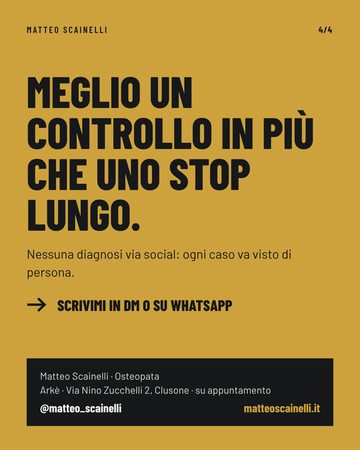 MATTEO SCAINELLI
4/4
MEGLIO UN
CONTROLLO IN PIÙ
CHE UNO STOP
LUNGO.
Nessuna diagnosi via social: ogni caso va visto di
persona.
→ SCRIVIMI IN DM O SU WHATSAPP
Matteo Scainelli · Osteopata
Arkè · Via Nino Zucchelli 2, Clusone · su appuntamento
@matteo_scainelli
matteoscainelli.it